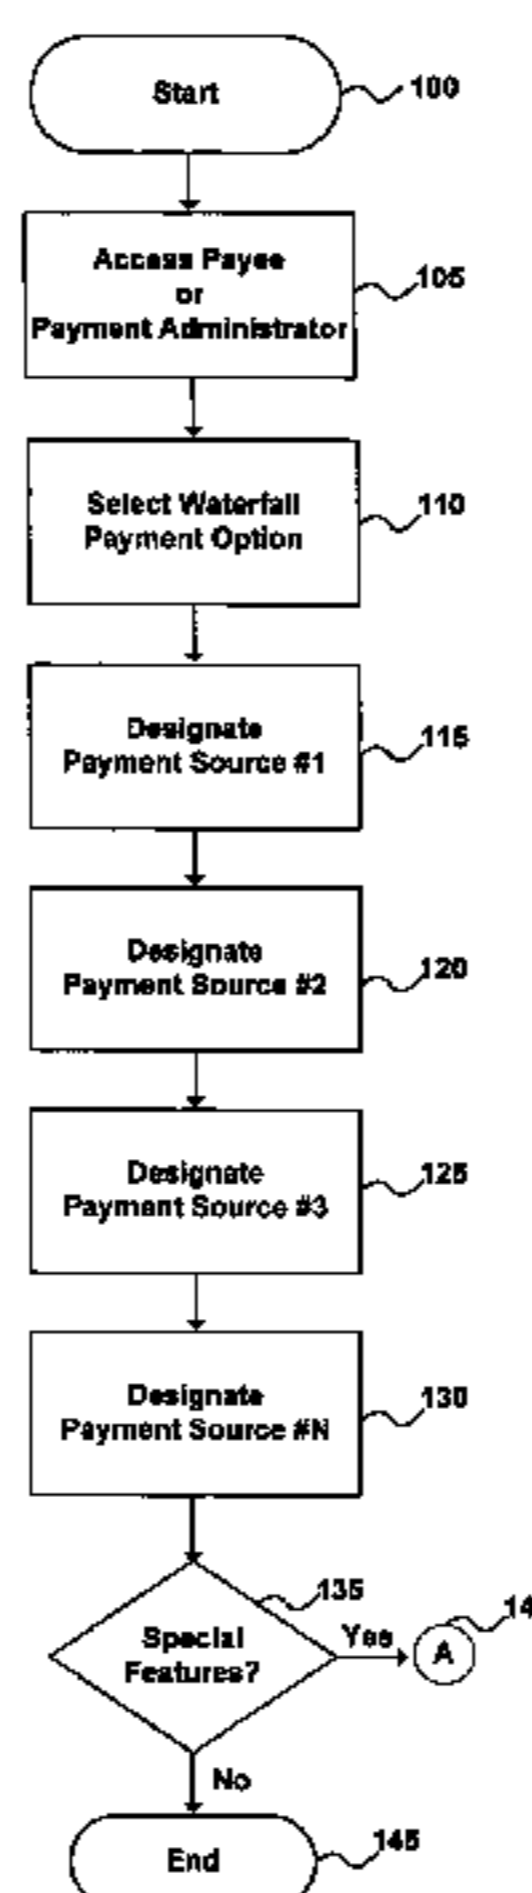 Start
100
Access Payee
or
Payment Administrator
105
Select Waterfall
Payment Option
110
Designate
Payment Source #1
115
Designate
Payment Source #2
120
Designate
Payment Source #3
125
Designate
Payment Source #N
130
135
Special
Features?
Yes
A
No
End
145